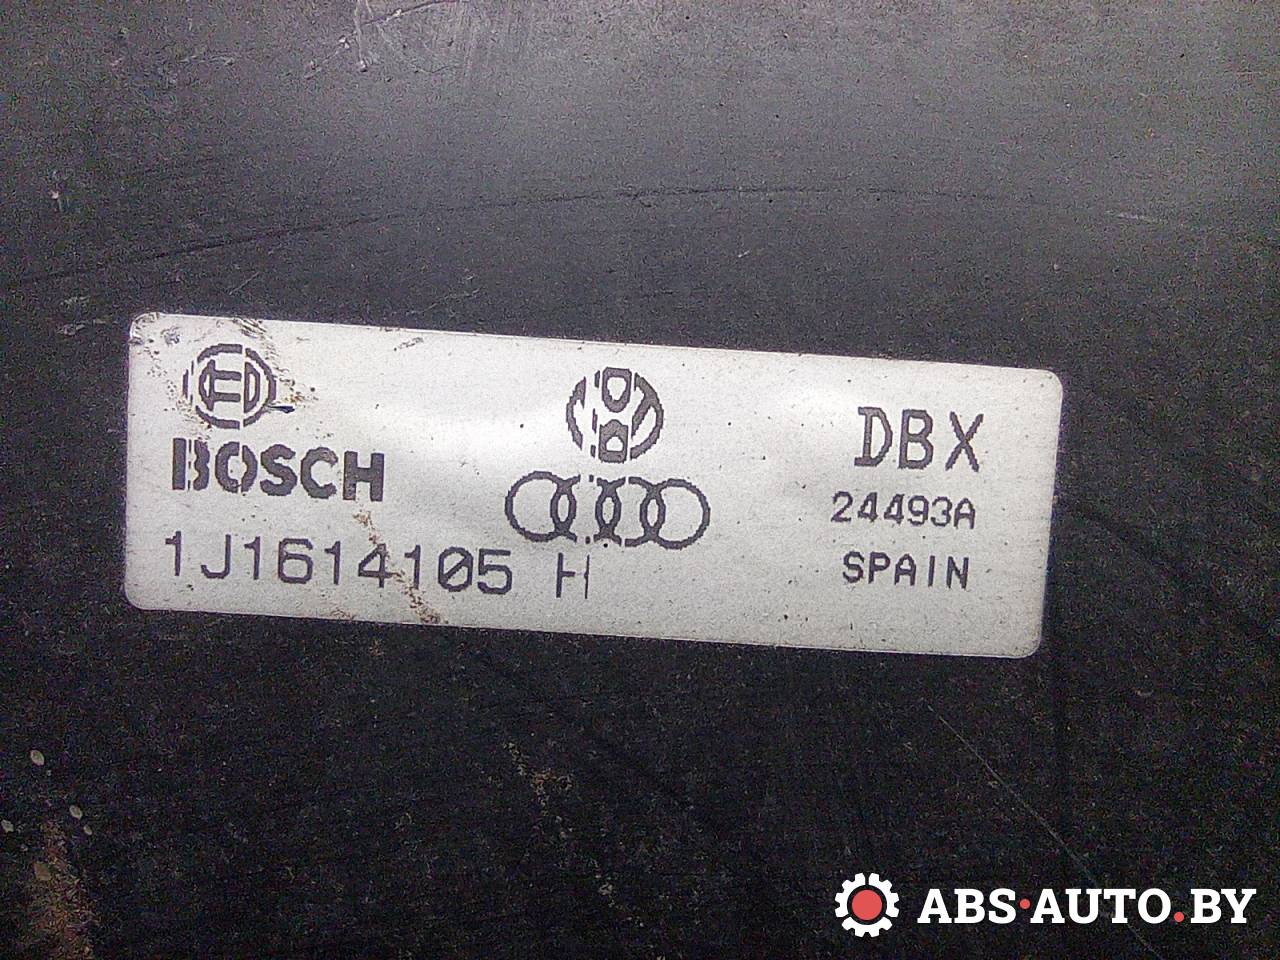 BOSCH
1J1614105 H
DBX
24493A
SPAIN
ABS·AUTO.BY